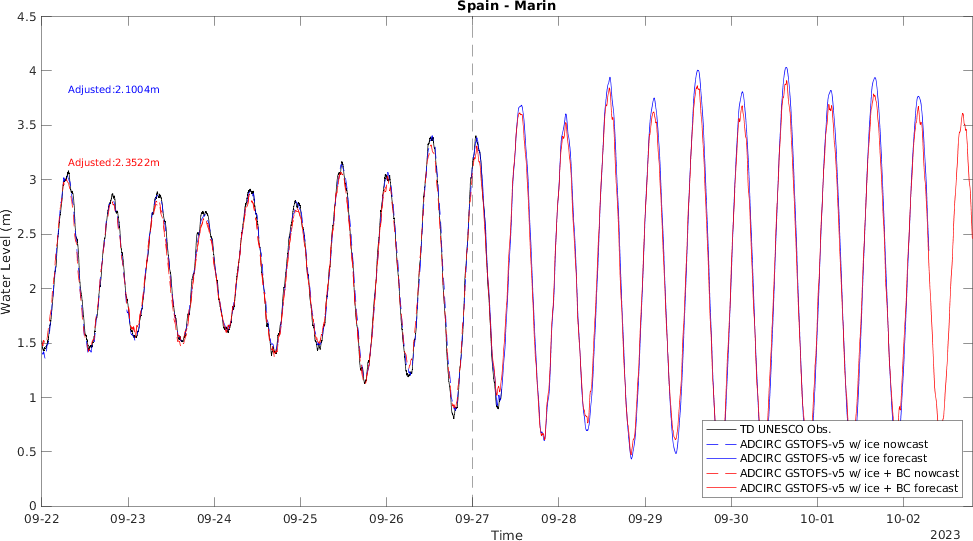 Spain - Marin
4.5
4
3.5
3
2.5
2
1.5
1
0.5
0
Water Level (m)
Adjusted:2.1004m
Adjusted:2.3522m
TD UNESCO Obs.
ADCIRC GSTOFS-v5 w/ ice nowcast
ADCIRC GSTOFS-v5 w/ ice forecast
ADCIRC GSTOFS-v5 w/ ice + BC nowcast
ADCIRC GSTOFS-v5 w/ ice + BC forecast
09-22 09-23 09-24 09-25 09-26 09-27 09-28 09-29 09-30 10-01 10-02
Time
2023